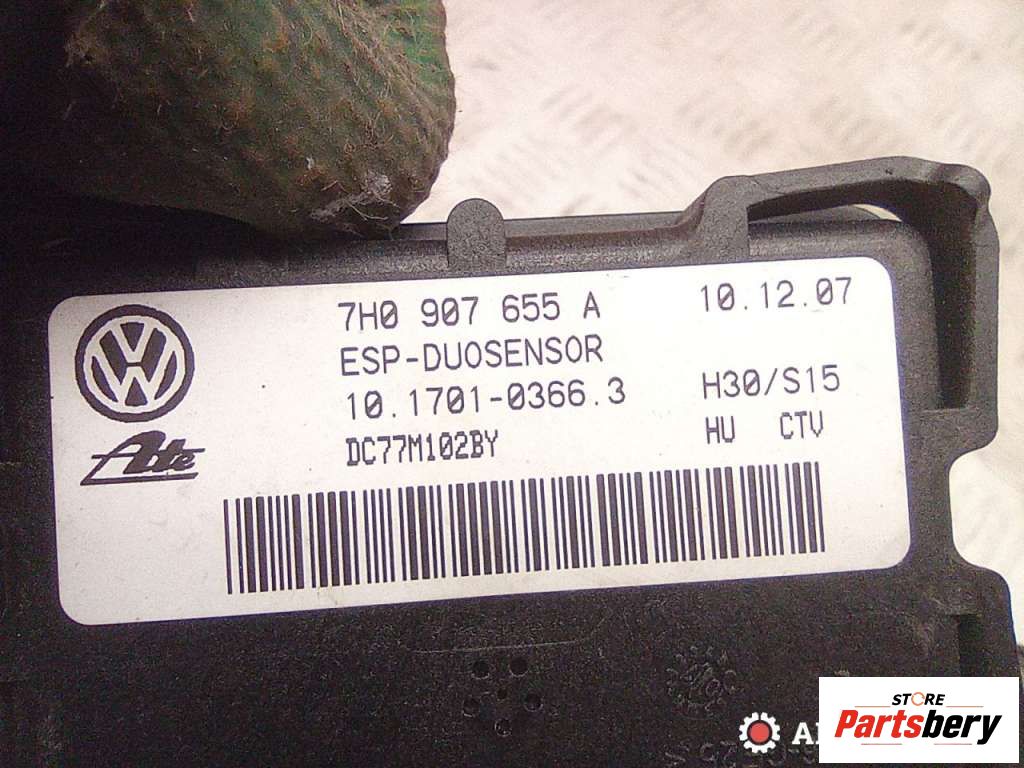 7H0 907 655 A 10.12.07
ESP-DUOSENSOR
10.1701-0366.3 H30/S15
DC77M102BY HU CTV
Ate
STORE
Partsbery